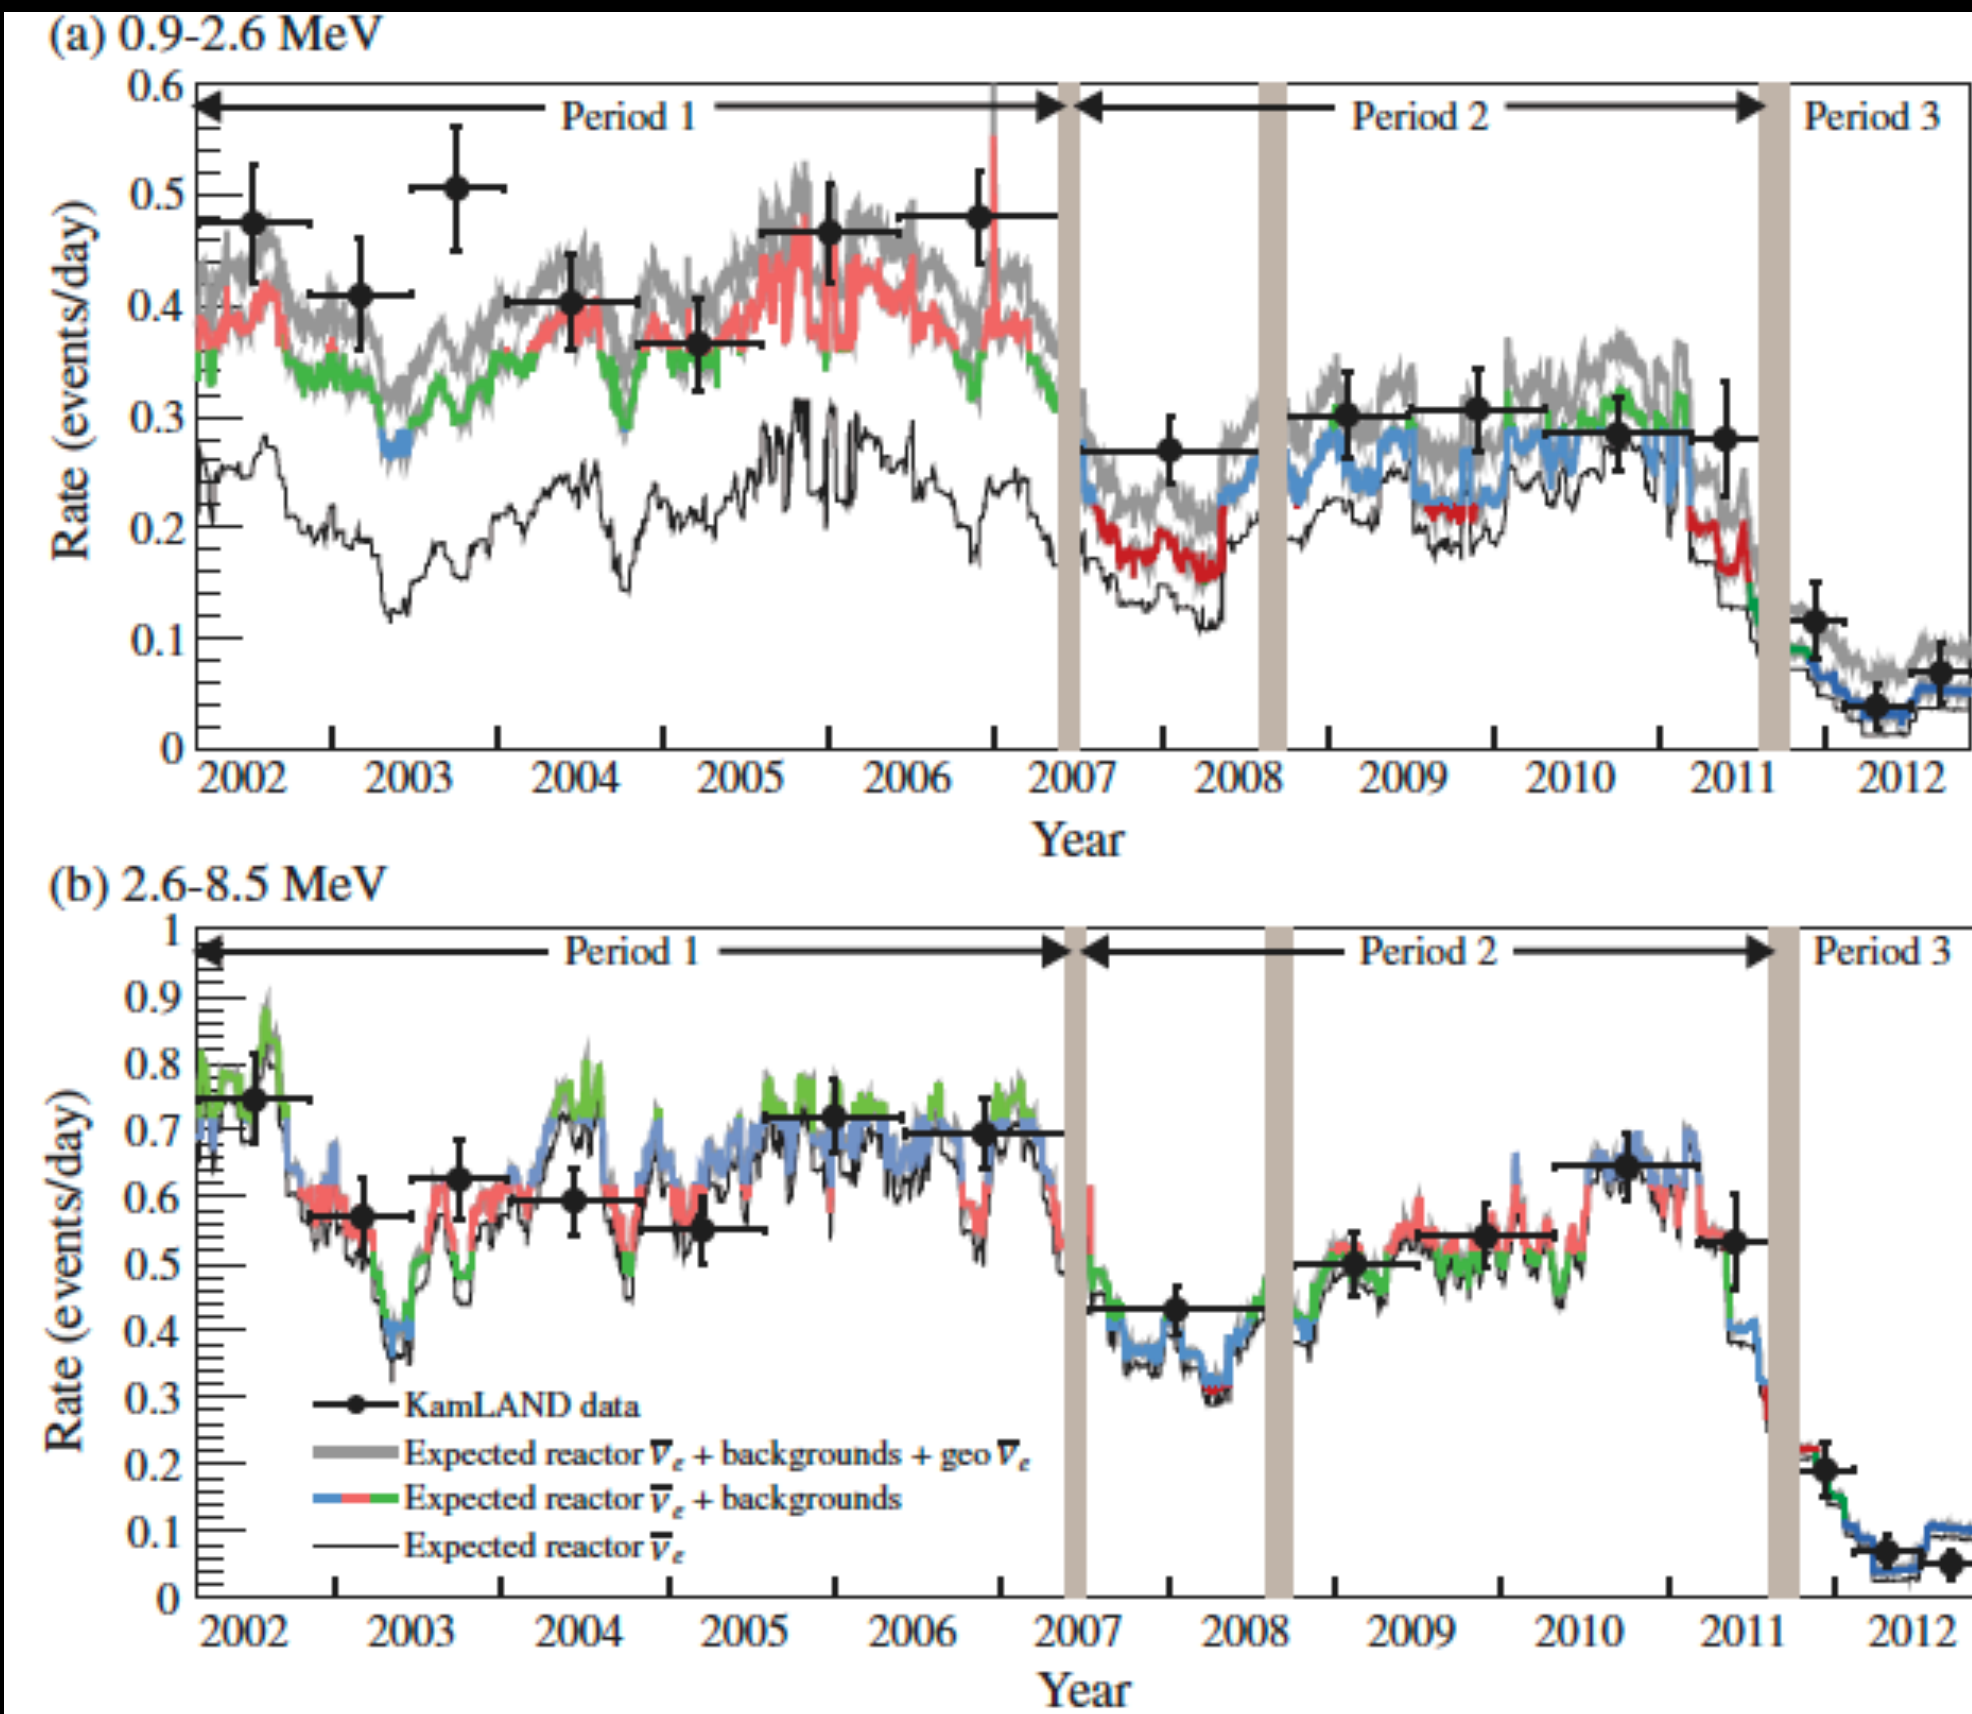 (a) 0.9-2.6 MeV
Rate (events/day)
0.6
0.5
0.4
0.3
0.2
0.1
0
Period 1
Period 2
Period 3
2002 2003 2004 2005 2006 2007 2008 2009 2010 2011 2012
Year
(b) 2.6-8.5 MeV
Rate (events/day)
1
0.9
0.8
0.7
0.6
0.5
0.4
0.3
0.2
0.1
0
Period 1
Period 2
Period 3
KamLAND data
Expected reactor ν̅e + backgrounds + geo ν̅e
Expected reactor ν̅e + backgrounds
Expected reactor ν̅e
2002 2003 2004 2005 2006 2007 2008 2009 2010 2011 2012
Year